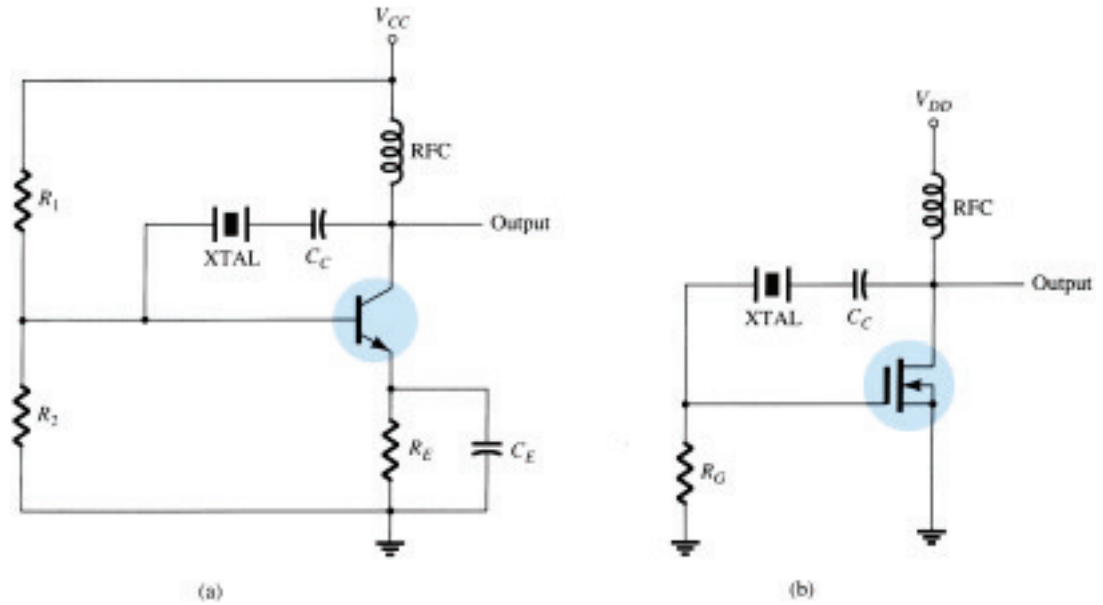 V_CC
RFC
R_1
Output
XTAL
C_C
R_2
R_E
C_E
(a)
V_DD
RFC
Output
XTAL
C_C
R_G
(b)